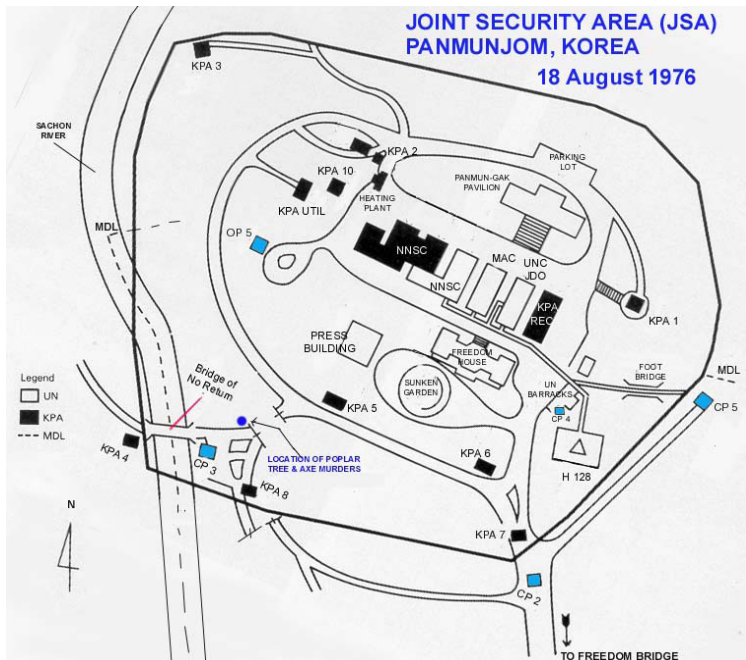 JOINT SECURITY AREA (JSA)
PANMUNJOM, KOREA
18 August 1976
KPA 3
SACHON
RIVER
KPA 2
PARKING
LOT
KPA 10
PANMUN-GAK
PAVILION
HEATING
PLANT
KPA UTIL
MDL
OP 5
NNSC
MAC
UNC
JDO
NNSC
KPA
REC
KPA 1
PRESS
BUILDING
FREEDOM
HOUSE
FOOT
BRIDGE
MDL
Bridge of
No Return
SUNKEN
GARDEN
UN
BARRACKS
Legend
UN
KPA
MDL
KPA 5
CP 4
CP 5
KPA 4
CP 3
LOCATION OF POPLAR
TREE & AXE MURDERS
KPA 6
H 128
KPA 8
N
KPA 7
CP 2
TO FREEDOM BRIDGE